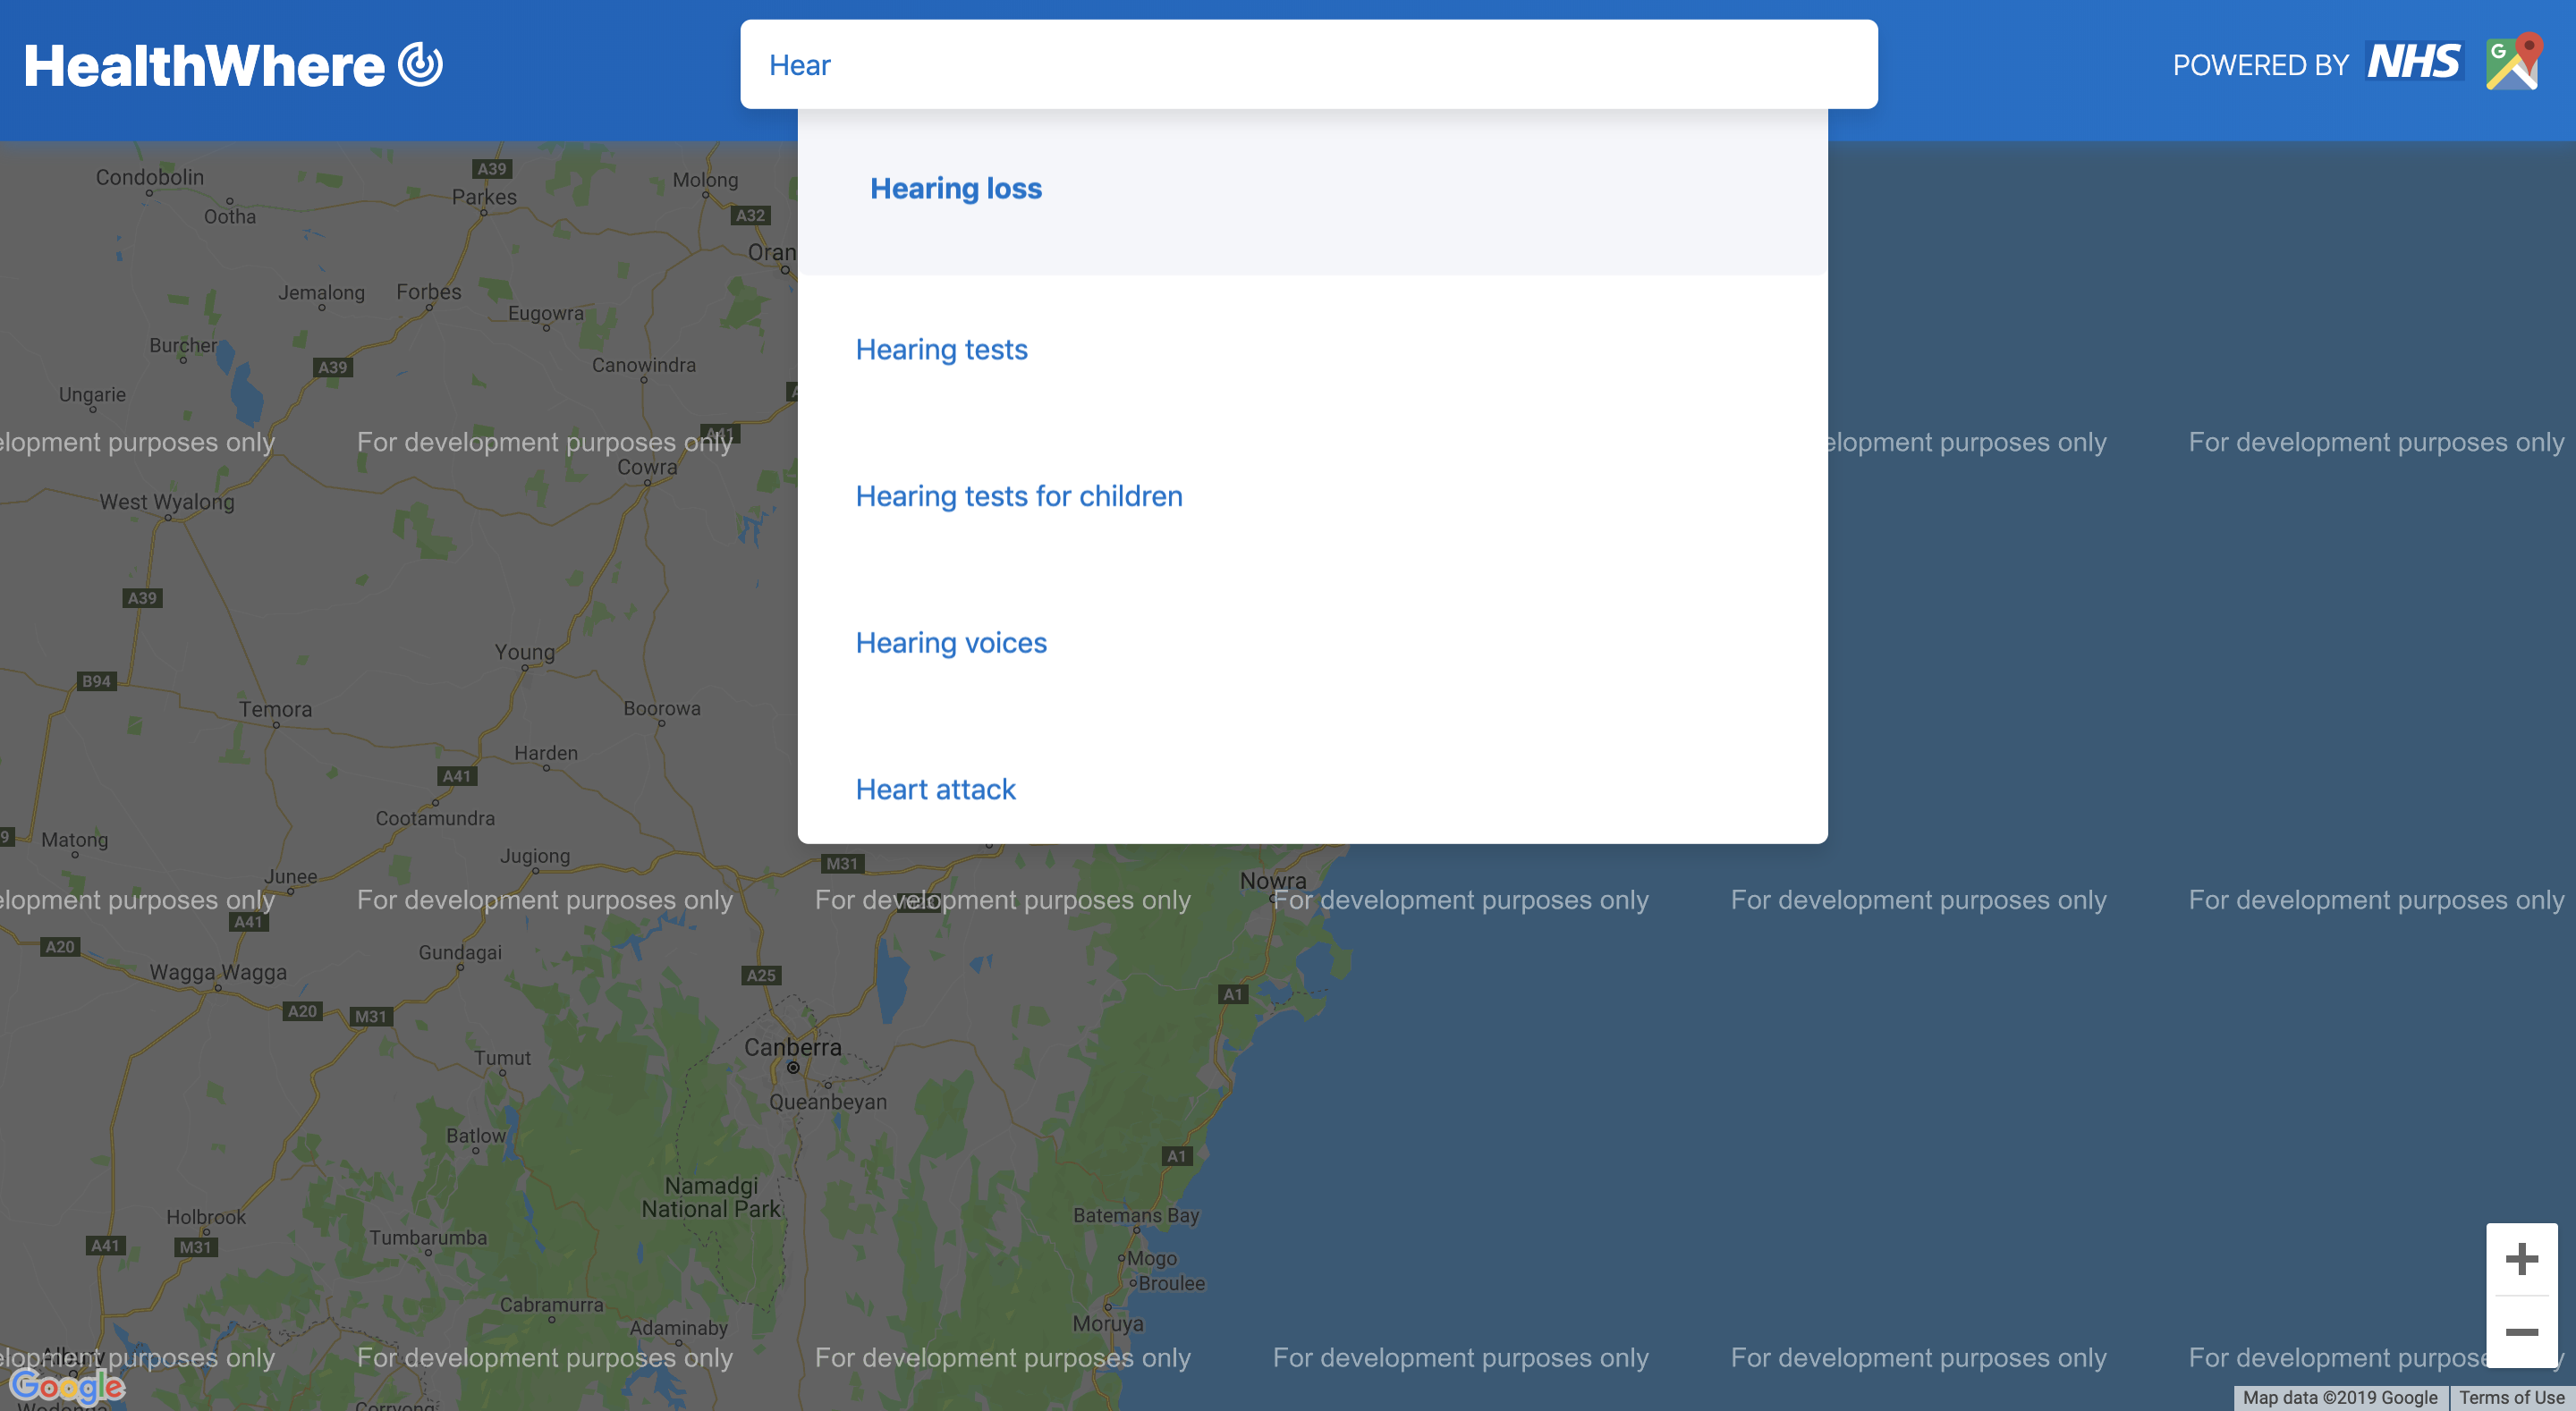 HealthWhere
Hear
POWERED BY NHS
G
Hearing loss
Hearing tests
Hearing tests for children
Hearing voices
Heart attack
A39
Condobolin
Parkes
Molong
Ootha
A32
Oran
Jemalong
Forbes
Eugowra
Burcher
A39
Canowindra
Ungarie
A41
elopment purposes only
For development purposes only
elopment purposes only
For development purposes only
Cowra
West Wyalong
A39
Young
B94
Temora
Boorowa
Harden
A41
Cootamundra
9
Matong
Jugiong
M31
Junee
Nowra
elopment purposes only
For development purposes only
For development purposes only
For development purposes only
For development purposes only
For development purposes only
A41
A20
Gundagai
Wagga Wagga
A25
A1
A20
M31
Canberra
Tumut
Queanbeyan
Batlow
A1
Namadgi
National Park
Batemans Bay
Holbrook
A41
M31
Tumbarumba
Mogo
Broulee
Cabramurra
Adaminaby
Moruya
Albury
elopment purposes only
For development purposes only
For development purposes only
For development purposes only
For development purposes only
For development purpose
Google
Map data ©2019 Google
Terms of Use